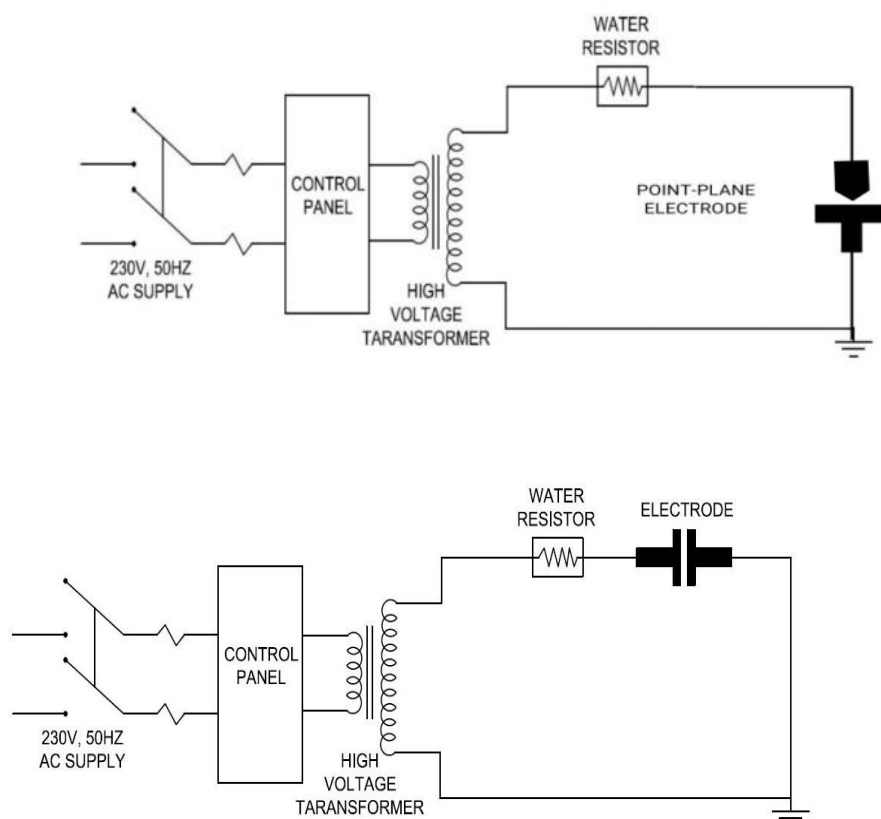 WATER
RESISTOR
CONTROL
PANEL
POINT-PLANE
ELECTRODE
230V, 50HZ
AC SUPPLY
HIGH
VOLTAGE
TARANSFORMER
WATER
RESISTOR
ELECTRODE
CONTROL
PANEL
230V, 50HZ
AC SUPPLY
HIGH
VOLTAGE
TARANSFORMER